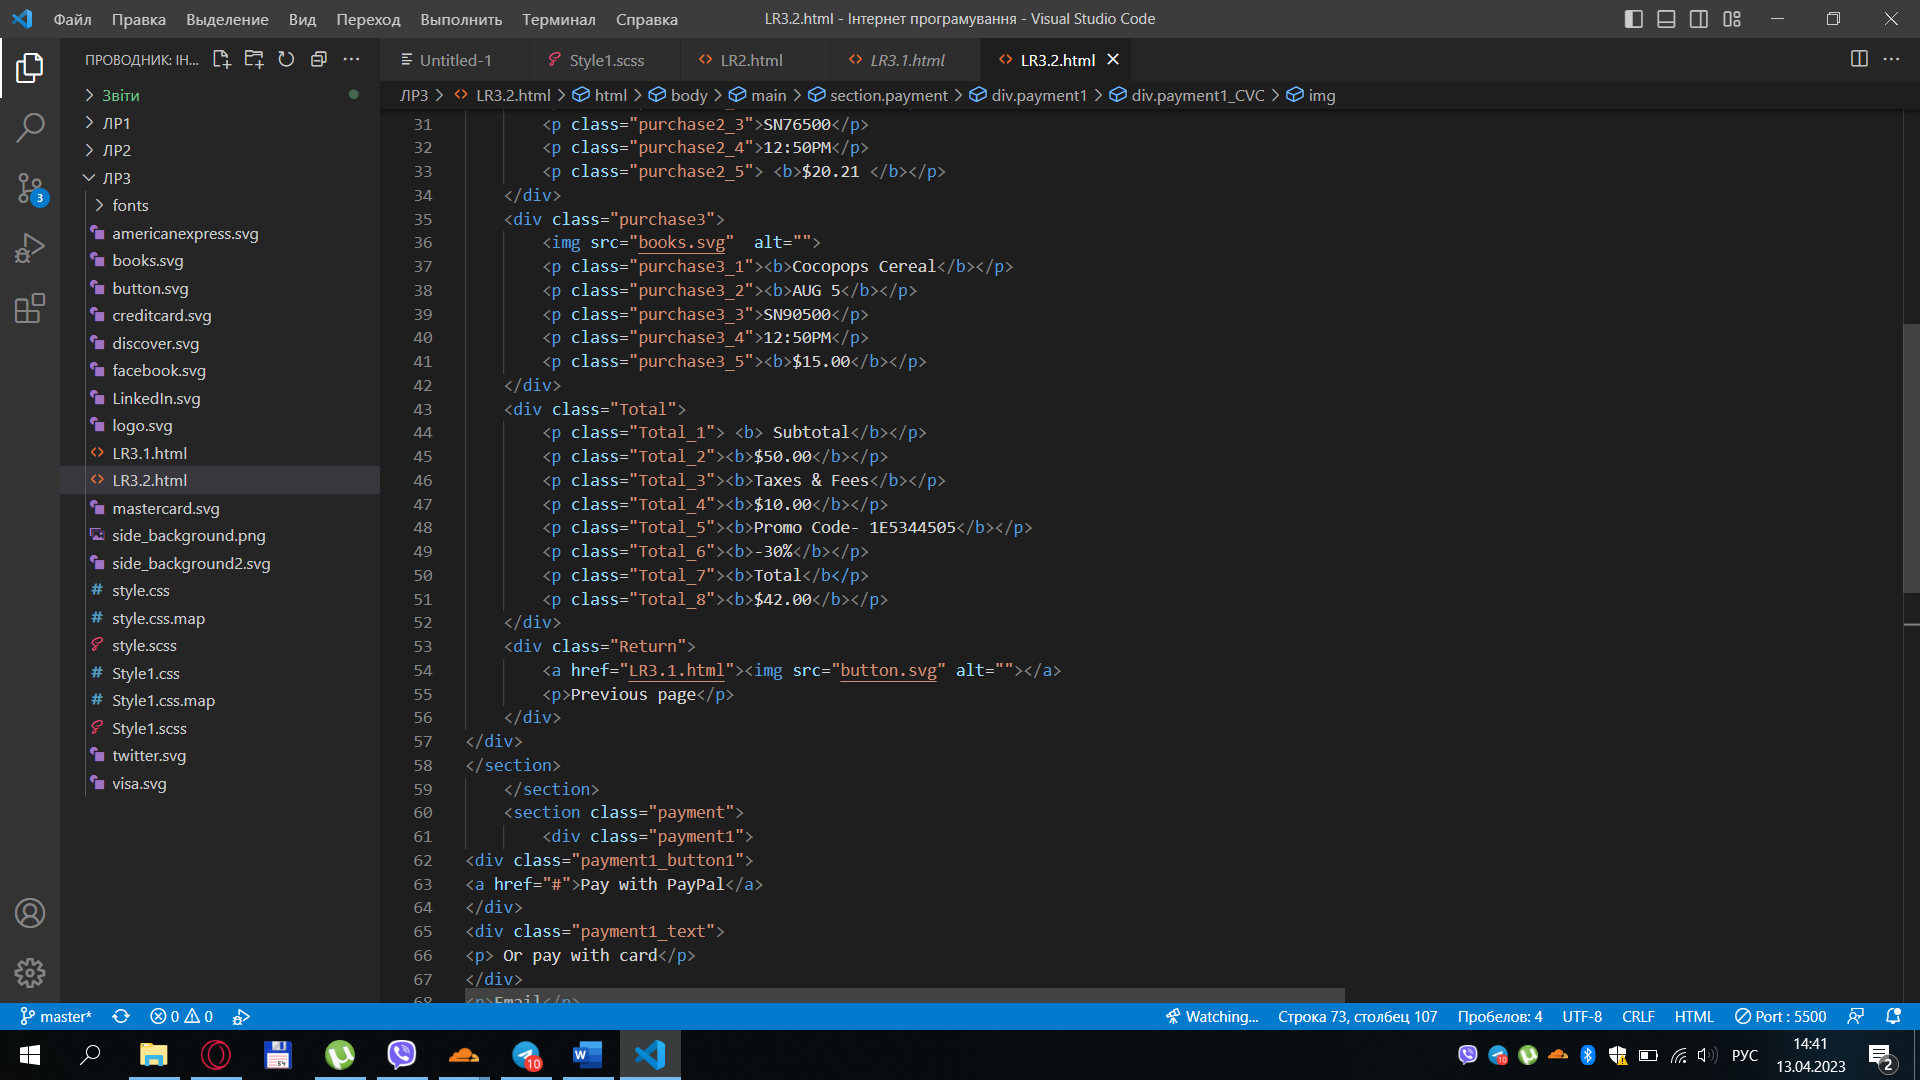 Файл Правка Выделение Вид Переход Выполнить Терминал Справка
LR3.2.html - Інтернет програмування - Visual Studio Code
ПРОВОДНИК: ІН...
Untitled-1
Style1.scss
LR2.html
LR3.1.html
LR3.2.html
ЛР3 > LR3.2.html > html > body > main > section.payment > div.payment1 > div.payment1_CVC > img
Звіти
ЛР1
ЛР2
ЛР3
fonts
americanexpress.svg
books.svg
button.svg
creditcard.svg
discover.svg
facebook.svg
LinkedIn.svg
logo.svg
LR3.1.html
LR3.2.html
mastercard.svg
side_background.png
side_background2.svg
style.css
style.css.map
style.scss
Style1.css
Style1.css.map
Style1.scss
twitter.svg
visa.svg
3
31 <p class="purchase2_3">SN76500</p>
32 <p class="purchase2_4">12:50PM</p>
33 <p class="purchase2_5"> <b>$20.21 </b></p>
34 </div>
35 <div class="purchase3">
36 <img src="books.svg"  alt="">
37 <p class="purchase3_1"><b>Cocopops Cereal</b></p>
38 <p class="purchase3_2"><b>AUG 5</b></p>
39 <p class="purchase3_3">SN90500</p>
40 <p class="purchase3_4">12:50PM</p>
41 <p class="purchase3_5"><b>$15.00</b></p>
42 </div>
43 <div class="Total">
44 <p class="Total_1"> <b> Subtotal</b></p>
45 <p class="Total_2"><b>$50.00</b></p>
46 <p class="Total_3"><b>Taxes & Fees</b></p>
47 <p class="Total_4"><b>$10.00</b></p>
48 <p class="Total_5"><b>Promo Code- 1E5344505</b></p>
49 <p class="Total_6"><b>-30%</b></p>
50 <p class="Total_7"><b>Total</b</p>
51 <p class="Total_8"><b>$42.00</b></p>
52 </div>
53 <div class="Return">
54 <a href="LR3.1.html"><img src="button.svg" alt=""></a>
55 <p>Previous page</p>
56 </div>
57 </div>
58 </section>
59 </section>
60 <section class="payment">
61 <div class="payment1">
62 <div class="payment1_button1">
63 <a href="#">Pay with PayPal</a>
64 </div>
65 <div class="payment1_text">
66 <p> Or pay with card</p>
67 </div>
68 <p>Email</p>
master* 0 0 Watching... Строка 73, столбец 107 Пробелов: 4 UTF-8 CRLF HTML Port : 5500
64
10
W
10
РУС
14:41
13.04.2023
2